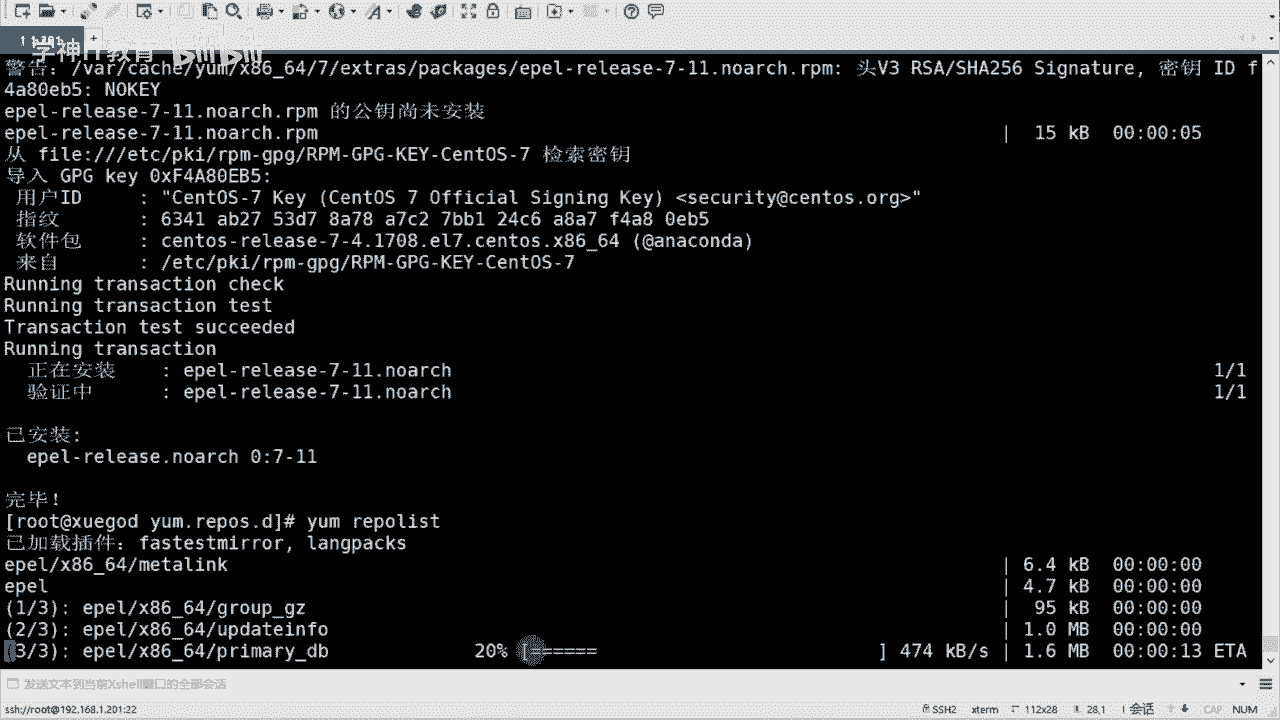 学神IT教育 bilibili
警告：/var/cache/yum/x86_64/7/extras/packages/epel-release-7-11.noarch.rpm: 头V3 RSA/SHA256 Signature, 密钥 ID f
4a80eb5: NOKEY
epel-release-7-11.noarch.rpm 的公钥尚未安装
epel-release-7-11.noarch.rpm | 15 kB 00:00:05
从 file:///etc/pki/rpm-gpg/RPM-GPG-KEY-CentOS-7 检索密钥
导入 GPG key 0xF4A80EB5:
用户ID : "CentOS-7 Key (CentOS 7 Official Signing Key) <security@centos.org>"
指纹 : 6341 ab27 53d7 8a78 a7c2 7bb1 24c6 a8a7 f4a8 0eb5
软件包 : centos-release-7-4.1708.el7.centos.x86_64 (@anaconda)
来自 : /etc/pki/rpm-gpg/RPM-GPG-KEY-CentOS-7
Running transaction check
Running transaction test
Transaction test succeeded
Running transaction
正在安装 : epel-release-7-11.noarch 1/1
验证中 : epel-release-7-11.noarch 1/1
已安装:
epel-release.noarch 0:7-11
完毕！
[root@xuegod yum.repos.d]# yum repolist
已加载插件：fastestmirror, langpacks
epel/x86_64/metalink | 6.4 kB 00:00:00
epel | 4.7 kB 00:00:00
(1/3): epel/x86_64/group_gz | 95 kB 00:00:00
(2/3): epel/x86_64/updateinfo | 1.0 MB 00:00:00
(3/3): epel/x86_64/primary_db 20% [====== ] 474 kB/s | 1.6 MB 00:00:13 ETA
发送文本到当前Xshell窗口的全部会话
ssh://root@192.168.1.201:22 SSH2 xterm 112x28 28,1 1 会话 CAP NUM